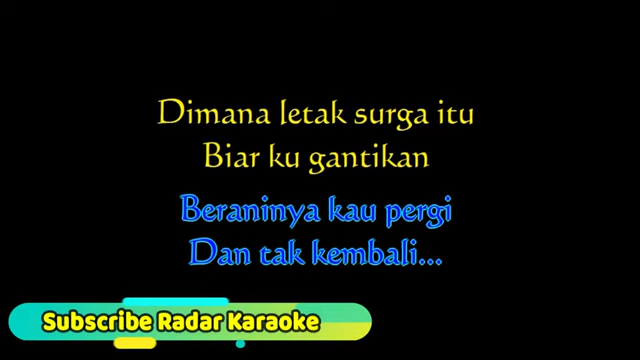 Dimana letak surga itu
Biar ku gantikan
Beraninya kau pergi
Dan tak kembali...
Subscribe Radar Karaoke